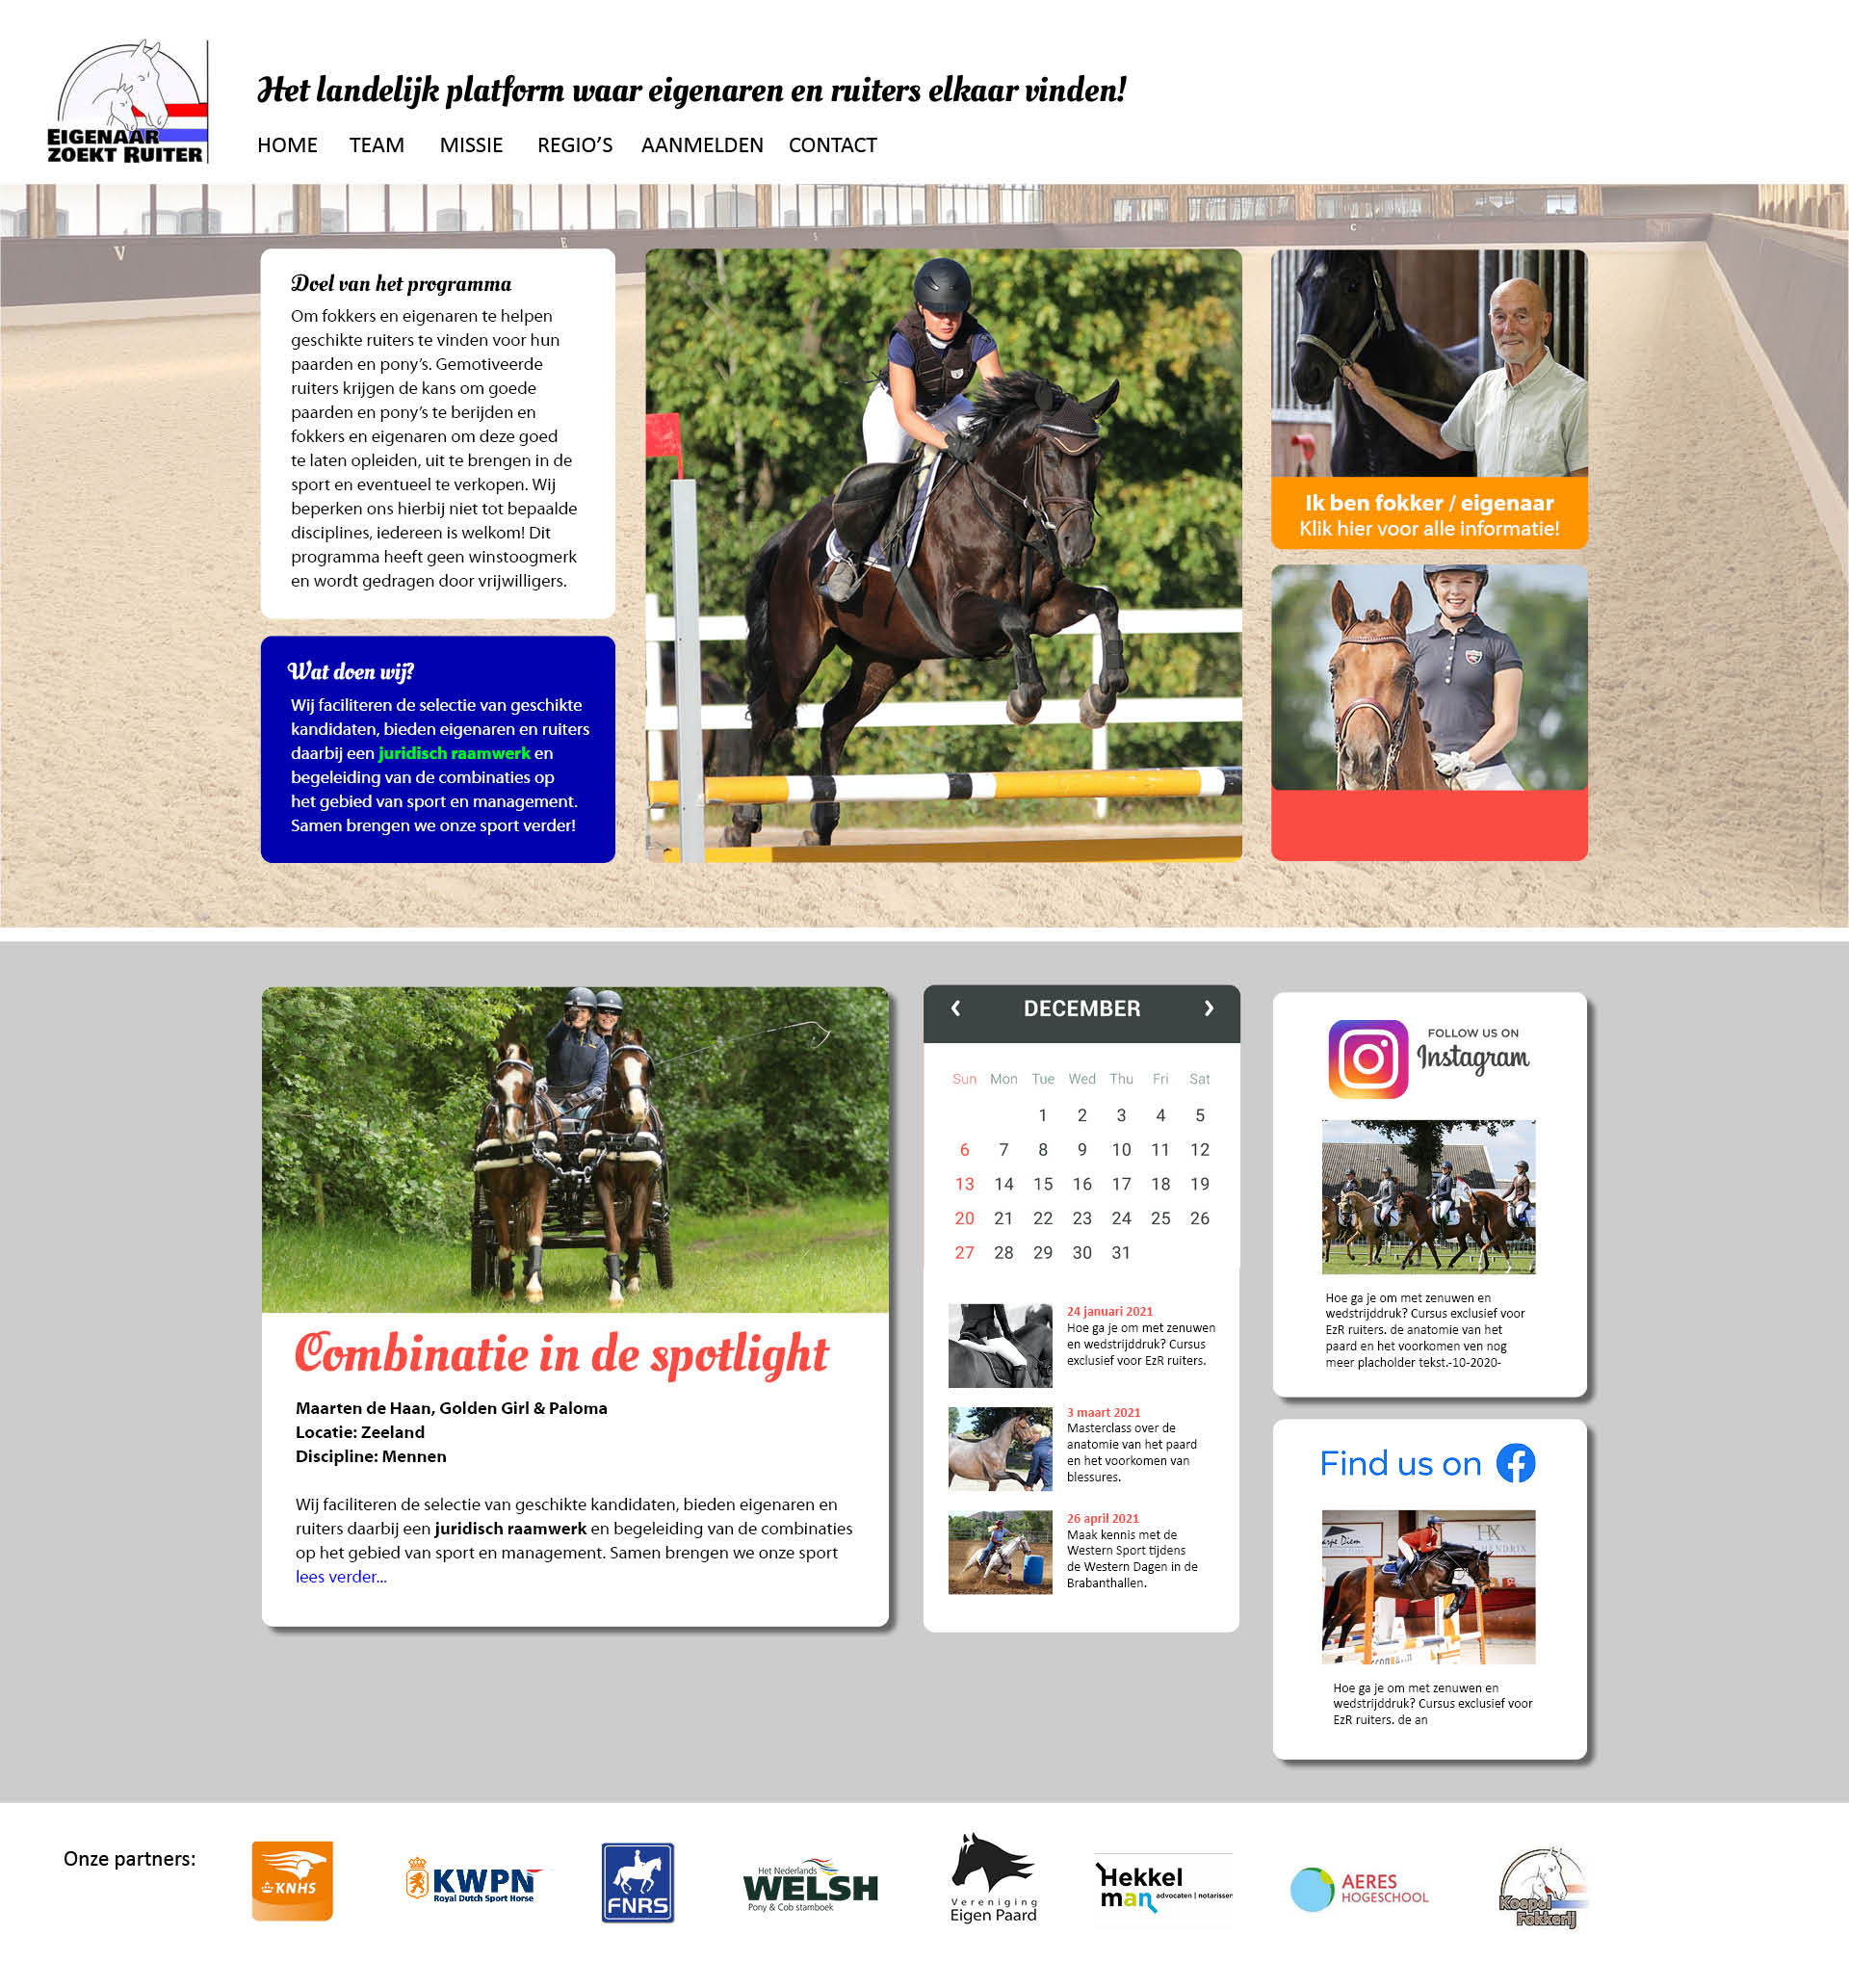 EIGENAAR
ZOEKT RUITER
Het landelijk platform waar eigenaren en ruiters elkaar vinden!
HOME TEAM MISSIE REGIO'S AANMELDEN CONTACT
V E S C
Doel van het programma
Om fokkers en eigenaren te helpen
geschikte ruiters te vinden voor hun
paarden en pony's. Gemotiveerde
ruiters krijgen de kans om goede
paarden en pony's te berijden en
fokkers en eigenaren om deze goed
te laten opleiden, uit te brengen in de
sport en eventueel te verkopen. Wij
beperken ons hierbij niet tot bepaalde
disciplines, iedereen is welkom! Dit
programma heeft geen winstoogmerk
en wordt gedragen door vrijwilligers.
Wat doen wij?
Wij faciliteren de selectie van geschikte
kandidaten, bieden eigenaren en ruiters
daarbij een juridisch raamwerk en
begeleiding van de combinaties op
het gebied van sport en management.
Samen brengen we onze sport verder!
Ik ben fokker / eigenaar
Klik hier voor alle informatie!
Combinatie in de spotlight
Maarten de Haan, Golden Girl & Paloma
Locatie: Zeeland
Discipline: Mennen
Wij faciliteren de selectie van geschikte kandidaten, bieden eigenaren en
ruiters daarbij een juridisch raamwerk en begeleiding van de combinaties
op het gebied van sport en management. Samen brengen we onze sport
lees verder...
‹ DECEMBER ›
Sun Mon Tue Wed Thu Fri Sat
1 2 3 4 5
6 7 8 9 10 11 12
13 14 15 16 17 18 19
20 21 22 23 24 25 26
27 28 29 30 31
24 januari 2021
Hoe ga je om met zenuwen
en wedstrijddruk? Cursus
exclusief voor EzR ruiters.
3 maart 2021
Masterclass over de
anatomie van het paard
en het voorkomen van
blessures.
26 april 2021
Maak kennis met de
Western Sport tijdens
de Western Dagen in de
Brabanthallen.
FOLLOW US ON
Instagram
Hoe ga je om met zenuwen en
wedstrijddruk? Cursus exclusief voor
EzR ruiters. de anatomie van het
paard en het voorkomen ven nog
meer placholder tekst.-10-2020-
Find us on
arpe Diem
HX
HENDRIX
Hoe ga je om met zenuwen en
wedstrijddruk? Cursus exclusief voor
EzR ruiters. de an
Onze partners:
KNHS
KWPN
Royal Dutch Sport Horse
FNRS
Het Nederlands
WELSH
Pony & Cob stamboek
Vereniging
Eigen Paard
Hekkel
man advocaten | notarissen
AERES
HOGESCHOOL
Koepel
Fokkerij